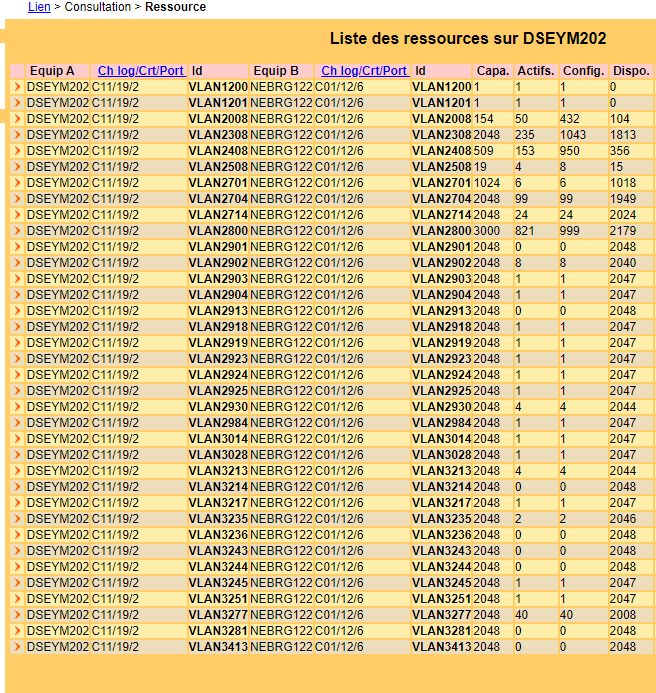 Lien > Consultation > Ressource
Liste des ressources sur DSEYM202
Equip A Ch log/Crt/Port Id Equip B Ch log/Crt/Port Id Capa. Actifs. Config. Dispo.
DSEYM202 C11/19/2 VLAN1200 NEBRG122 C01/12/6 VLAN1200 1 1 1 0
DSEYM202 C11/19/2 VLAN1201 NEBRG122 C01/12/6 VLAN1201 1 1 1 0
DSEYM202 C11/19/2 VLAN2008 NEBRG122 C01/12/6 VLAN2008 154 50 432 104
DSEYM202 C11/19/2 VLAN2308 NEBRG122 C01/12/6 VLAN2308 2048 235 1043 1813
DSEYM202 C11/19/2 VLAN2408 NEBRG122 C01/12/6 VLAN2408 509 153 950 356
DSEYM202 C11/19/2 VLAN2508 NEBRG122 C01/12/6 VLAN2508 19 4 8 15
DSEYM202 C11/19/2 VLAN2701 NEBRG122 C01/12/6 VLAN2701 1024 6 6 1018
DSEYM202 C11/19/2 VLAN2704 NEBRG122 C01/12/6 VLAN2704 2048 99 99 1949
DSEYM202 C11/19/2 VLAN2714 NEBRG122 C01/12/6 VLAN2714 2048 24 24 2024
DSEYM202 C11/19/2 VLAN2800 NEBRG122 C01/12/6 VLAN2800 3000 821 999 2179
DSEYM202 C11/19/2 VLAN2901 NEBRG122 C01/12/6 VLAN2901 2048 0 0 2048
DSEYM202 C11/19/2 VLAN2902 NEBRG122 C01/12/6 VLAN2902 2048 8 8 2040
DSEYM202 C11/19/2 VLAN2903 NEBRG122 C01/12/6 VLAN2903 2048 1 1 2047
DSEYM202 C11/19/2 VLAN2904 NEBRG122 C01/12/6 VLAN2904 2048 1 1 2047
DSEYM202 C11/19/2 VLAN2913 NEBRG122 C01/12/6 VLAN2913 2048 0 0 2048
DSEYM202 C11/19/2 VLAN2918 NEBRG122 C01/12/6 VLAN2918 2048 1 1 2047
DSEYM202 C11/19/2 VLAN2919 NEBRG122 C01/12/6 VLAN2919 2048 1 1 2047
DSEYM202 C11/19/2 VLAN2923 NEBRG122 C01/12/6 VLAN2923 2048 1 1 2047
DSEYM202 C11/19/2 VLAN2924 NEBRG122 C01/12/6 VLAN2924 2048 1 1 2047
DSEYM202 C11/19/2 VLAN2925 NEBRG122 C01/12/6 VLAN2925 2048 1 1 2047
DSEYM202 C11/19/2 VLAN2930 NEBRG122 C01/12/6 VLAN2930 2048 4 4 2044
DSEYM202 C11/19/2 VLAN2984 NEBRG122 C01/12/6 VLAN2984 2048 1 1 2047
DSEYM202 C11/19/2 VLAN3014 NEBRG122 C01/12/6 VLAN3014 2048 1 1 2047
DSEYM202 C11/19/2 VLAN3028 NEBRG122 C01/12/6 VLAN3028 2048 1 1 2047
DSEYM202 C11/19/2 VLAN3213 NEBRG122 C01/12/6 VLAN3213 2048 4 4 2044
DSEYM202 C11/19/2 VLAN3214 NEBRG122 C01/12/6 VLAN3214 2048 0 0 2048
DSEYM202 C11/19/2 VLAN3217 NEBRG122 C01/12/6 VLAN3217 2048 1 1 2047
DSEYM202 C11/19/2 VLAN3235 NEBRG122 C01/12/6 VLAN3235 2048 2 2 2046
DSEYM202 C11/19/2 VLAN3236 NEBRG122 C01/12/6 VLAN3236 2048 0 0 2048
DSEYM202 C11/19/2 VLAN3243 NEBRG122 C01/12/6 VLAN3243 2048 0 0 2048
DSEYM202 C11/19/2 VLAN3244 NEBRG122 C01/12/6 VLAN3244 2048 0 0 2048
DSEYM202 C11/19/2 VLAN3245 NEBRG122 C01/12/6 VLAN3245 2048 1 1 2047
DSEYM202 C11/19/2 VLAN3251 NEBRG122 C01/12/6 VLAN3251 2048 1 1 2047
DSEYM202 C11/19/2 VLAN3277 NEBRG122 C01/12/6 VLAN3277 2048 40 40 2008
DSEYM202 C11/19/2 VLAN3281 NEBRG122 C01/12/6 VLAN3281 2048 0 0 2048
DSEYM202 C11/19/2 VLAN3413 NEBRG122 C01/12/6 VLAN3413 2048 0 0 2048